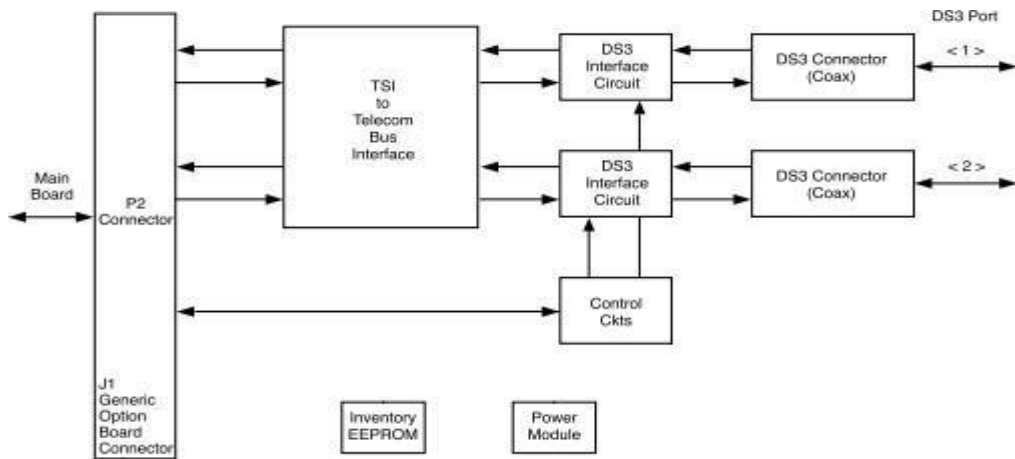 DS3 Port
< 1 >
DS3
Interface
Circuit
DS3 Connector
(Coax)
TSI
to
Telecom
Bus
Interface
DS3
Interface
Circuit
DS3 Connector
(Coax)
< 2 >
Main
Board
P2
Connector
Control
Ckts
J1
Generic
Option
Board
Connector
Inventory
EEPROM
Power
Module